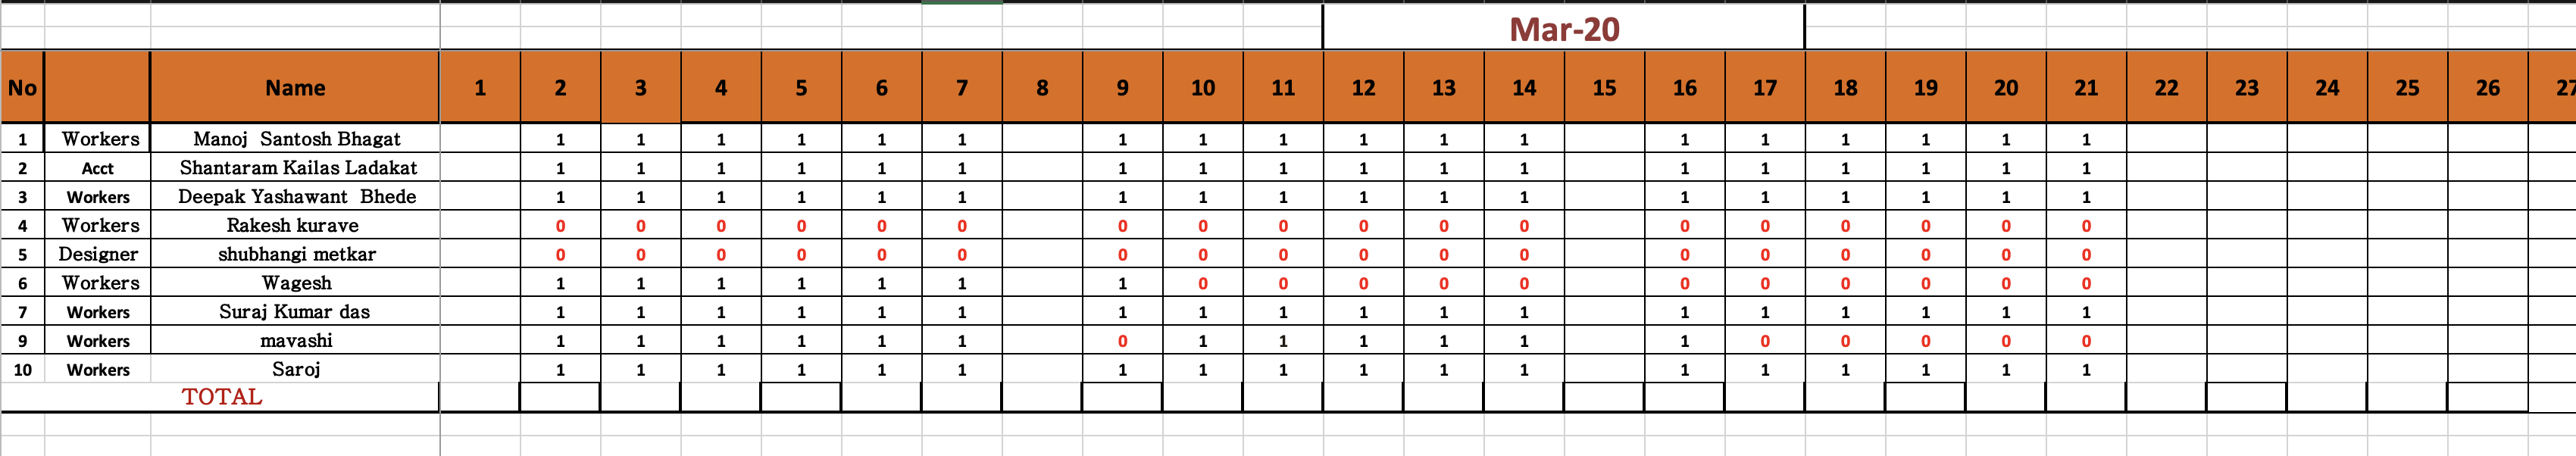 Mar-20
No Name 1 2 3 4 5 6 7 8 9 10 11 12 13 14 15 16 17 18 19 20 21 22 23 24 25 26 27
1 Workers Manoj Santosh Bhagat 1 1 1 1 1 1 1 1 1 1 1 1 1 1 1 1 1 1
2 Acct Shantaram Kailas Ladakat 1 1 1 1 1 1 1 1 1 1 1 1 1 1 1 1 1 1
3 Workers Deepak Yashawant Bhede 1 1 1 1 1 1 1 1 1 1 1 1 1 1 1 1 1 1
4 Workers Rakesh kurave 0 0 0 0 0 0 0 0 0 0 0 0 0 0 0 0 0 0
5 Designer shubhangi metkar 0 0 0 0 0 0 0 0 0 0 0 0 0 0 0 0 0 0
6 Workers Wagesh 1 1 1 1 1 1 1 0 0 0 0 0 0 0 0 0 0 0
7 Workers Suraj Kumar das 1 1 1 1 1 1 1 1 1 1 1 1 1 1 1 1 1 1
9 Workers mavashi 1 1 1 1 1 1 0 1 1 1 1 1 1 0 0 0 0 0
10 Workers Saroj 1 1 1 1 1 1 1 1 1 1 1 1 1 1 1 1 1 1
TOTAL